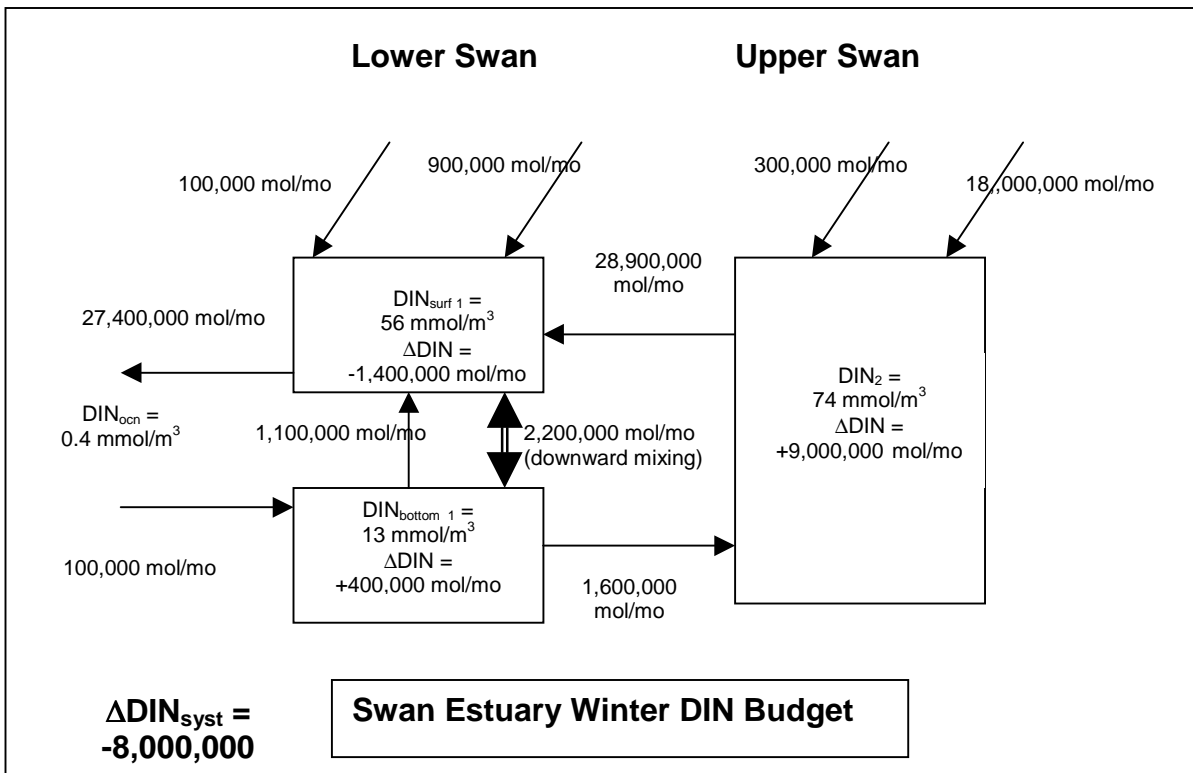 Lower Swan
Upper Swan
100,000 mol/mo
900,000 mol/mo
300,000 mol/mo
18,,000,000 mol/mo
28,900,000
mol/mo
27,400,000 mol/mo
DINsurf 1 =
56 mmol/m³
ΔDIN =
-1,400,000 mol/mo
DIN₂ =
74 mmol/m³
ΔDIN =
+9,000,000 mol/mo
DINocn =
0.4 mmol/m³
1,100,000 mol/mo
2,200,000 mol/mo
(downward mixing)
DINbottom 1 =
13 mmol/m³
ΔDIN =
+400,000 mol/mo
100,000 mol/mo
1,600,000
mol/mo
ΔDINsyst =
-8,000,000
Swan Estuary Winter DIN Budget